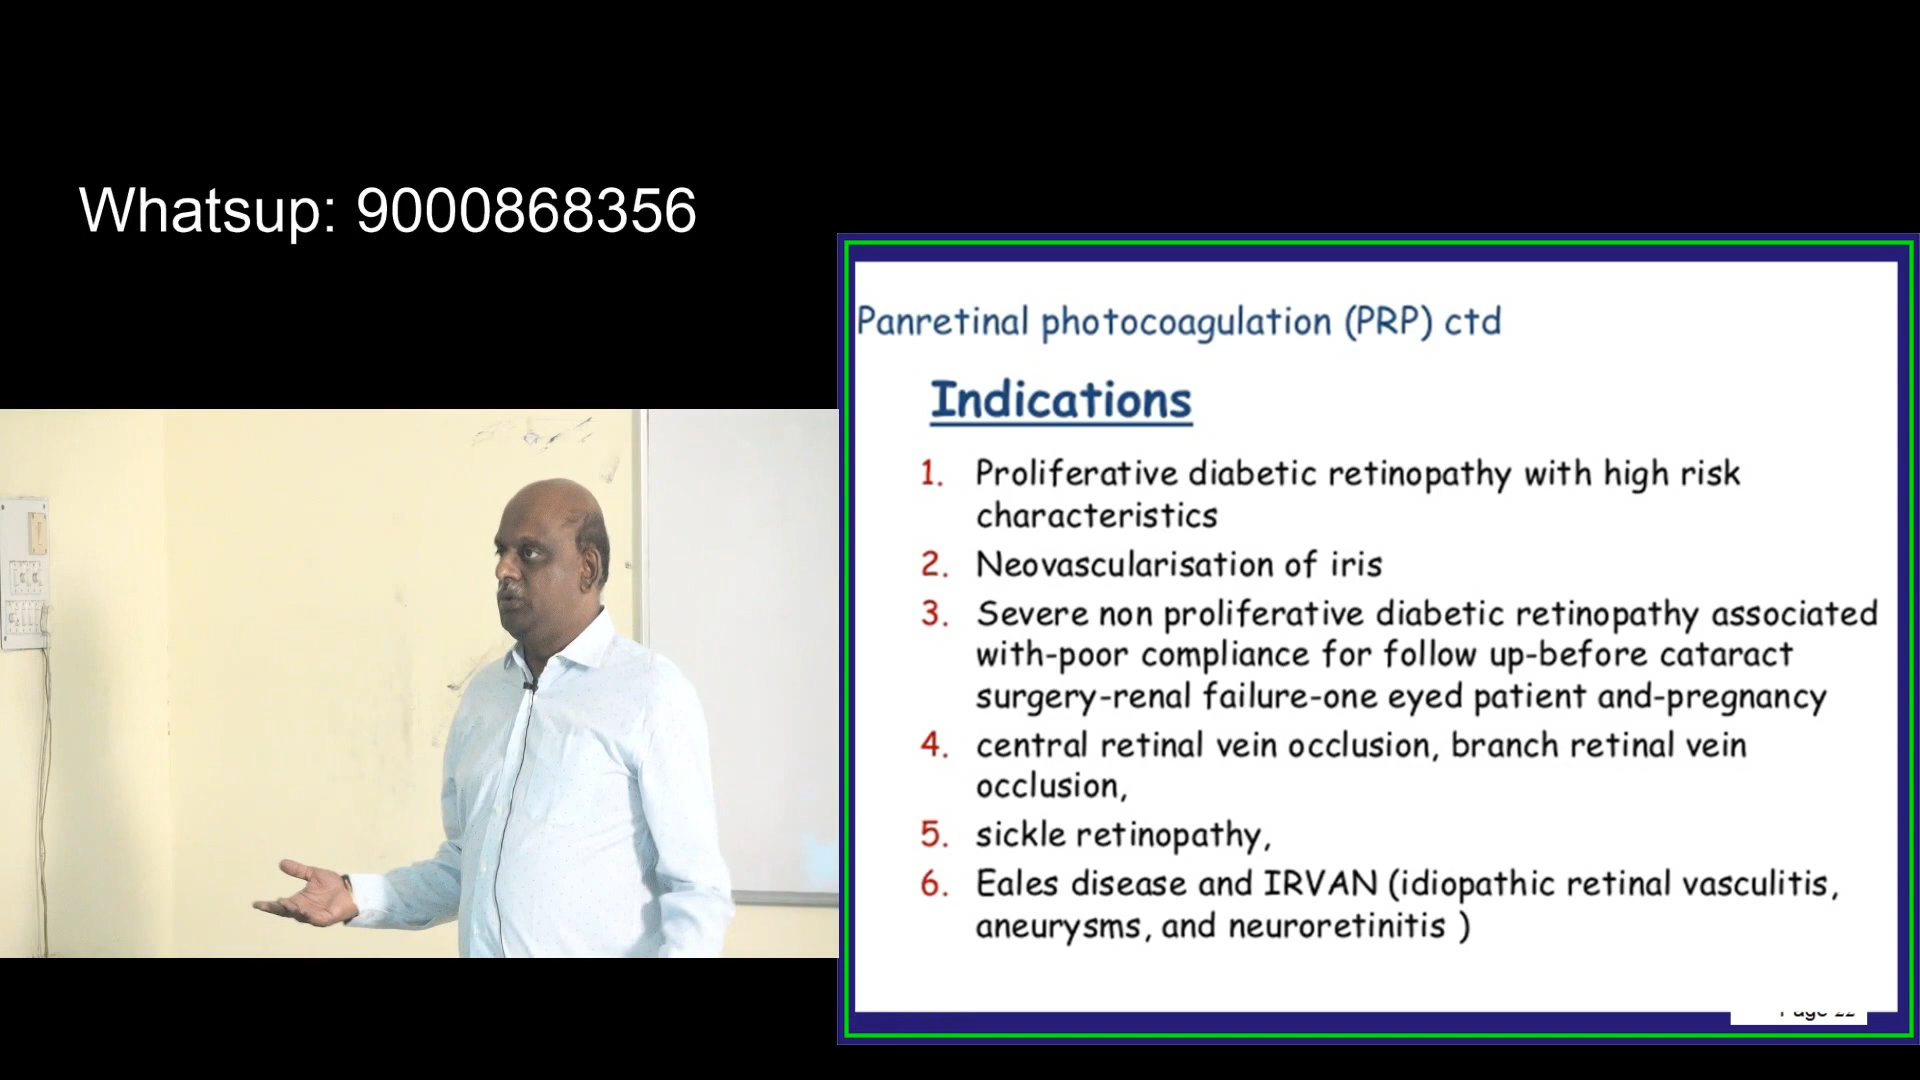 Whatsup: 9000868356
Panretinal photocoagulation (PRP) ctd
Indications
1. Proliferative diabetic retinopathy with high risk
characteristics
2. Neovascularisation of iris
3. Severe non proliferative diabetic retinopathy associated
with-poor compliance for follow up-before cataract
surgery-renal failure-one eyed patient and-pregnancy
4. central retinal vein occlusion, branch retinal vein
occlusion,
5. sickle retinopathy,
6. Eales disease and IRVAN (idiopathic retinal vasculitis,
aneurysms, and neuroretinitis )
Page 22